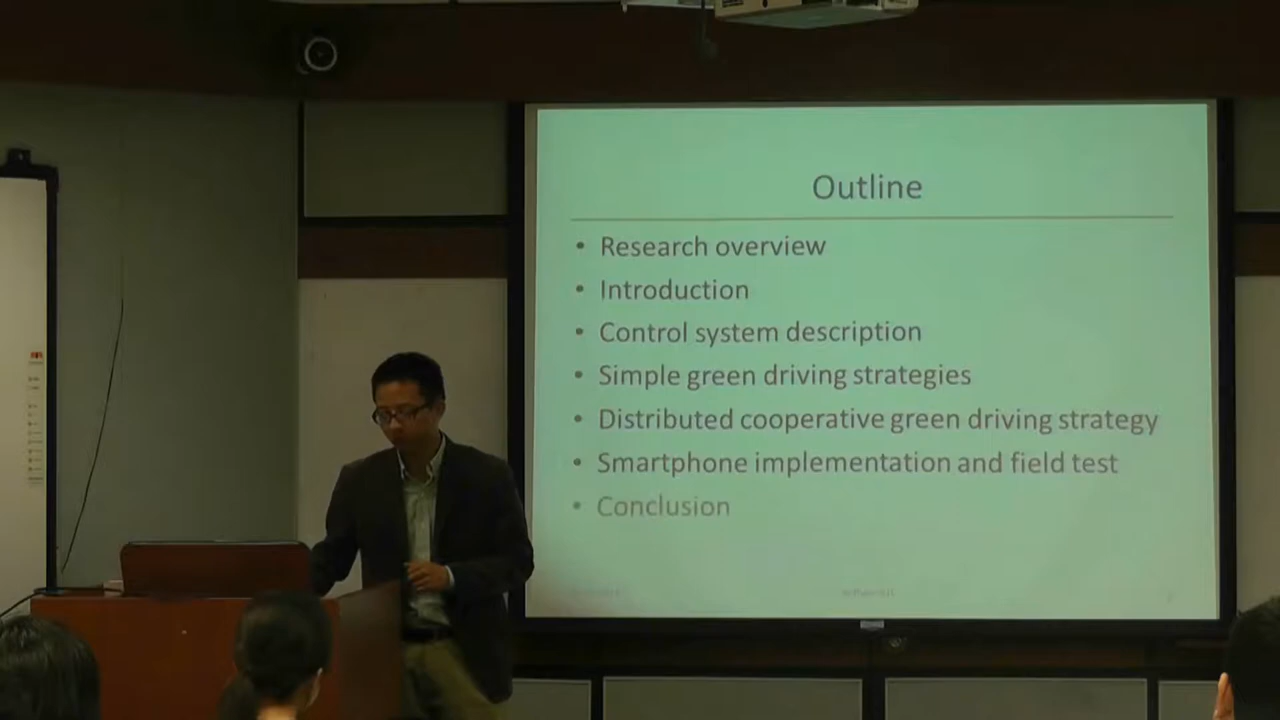 Outline
• Research overview
• Introduction
• Control system description
• Simple green driving strategies
• Distributed cooperative green driving strategy
• Smartphone implementation and field test
• Conclusion